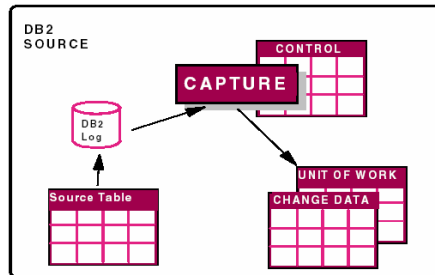 DB2
SOURCE
CONTROL
CAPTURE
DB2
Log
UNIT OF WORK
Source Table
CHANGE DATA